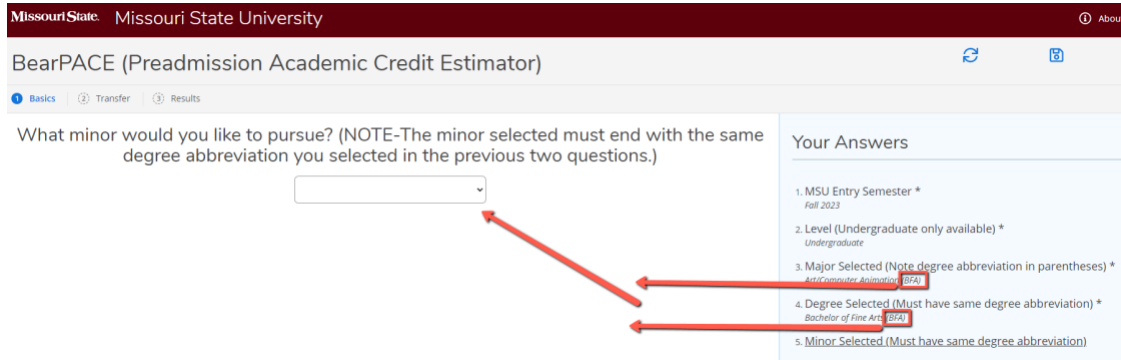 Missouri State. Missouri State University
Abou
BearPACE (Preadmission Academic Credit Estimator)
1 Basics 2 Transfer 3 Results
What minor would you like to pursue? (NOTE-The minor selected must end with the same
degree abbreviation you selected in the previous two questions.)
Your Answers
1. MSU Entry Semester *
Fall 2023
2. Level (Undergraduate only available) *
Undergraduate
3. Major Selected (Note degree abbreviation in parentheses) *
Art/Computer Animation (BFA)
4. Degree Selected (Must have same degree abbreviation) *
Bachelor of Fine Arts (BFA)
5. Minor Selected (Must have same degree abbreviation)